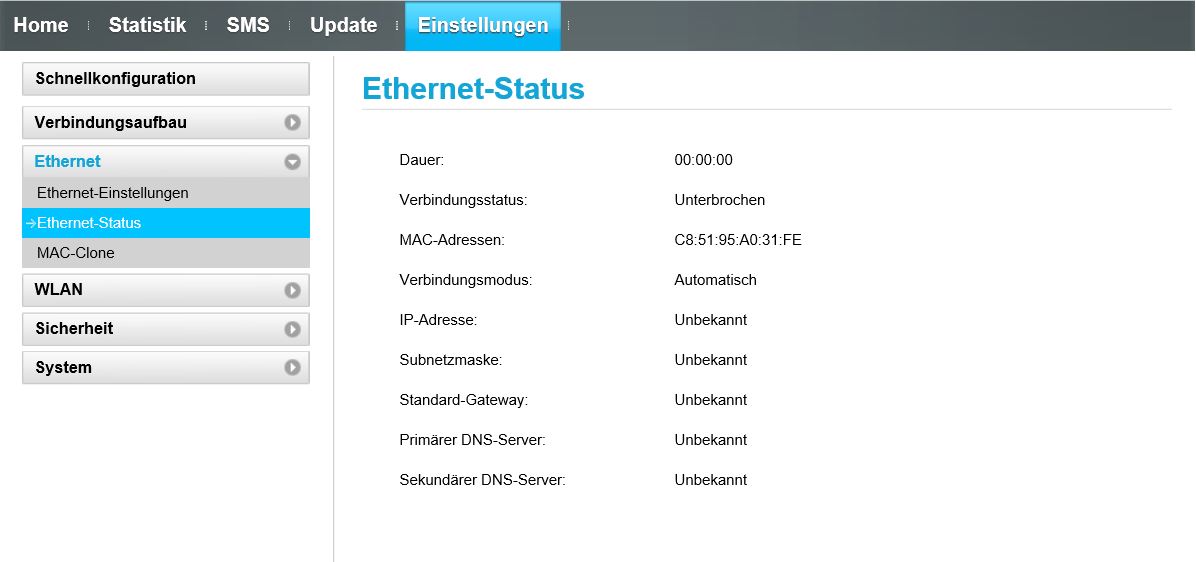 Home Statistik SMS Update Einstellungen
Schnellkonfiguration
Verbindungsaufbau
Ethernet
Ethernet-Einstellungen
Ethernet-Status
MAC-Clone
WLAN
Sicherheit
System
Ethernet-Status
Dauer: 00:00:00
Verbindungsstatus: Unterbrochen
MAC-Adressen: C8:51:95:A0:31:FE
Verbindungsmodus: Automatisch
IP-Adresse: Unbekannt
Subnetzmaske: Unbekannt
Standard-Gateway: Unbekannt
Primärer DNS-Server: Unbekannt
Sekundärer DNS-Server: Unbekannt